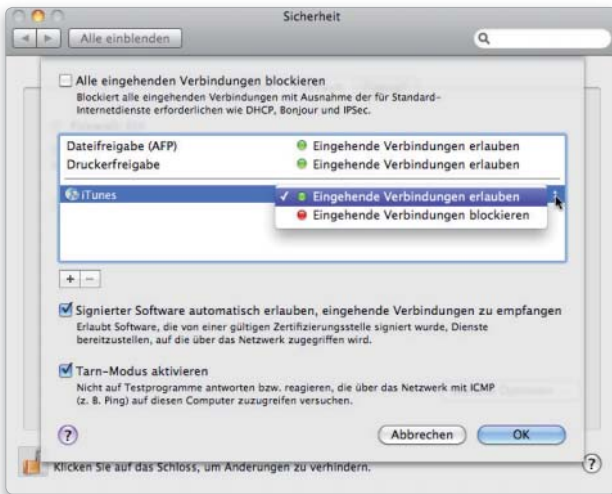 Sicherheit
Alle einblenden
Alle eingehenden Verbindungen blockieren
Blockiert alle eingehenden Verbindungen mit Ausnahme der für Standard-
Internetdienste erforderlichen wie DHCP, Bonjour und IPSec.
Dateifreigabe (AFP) Eingehende Verbindungen erlauben
Druckerfreigabe Eingehende Verbindungen erlauben
iTunes ✓ Eingehende Verbindungen erlauben
Eingehende Verbindungen blockieren
+ −
Signierter Software automatisch erlauben, eingehende Verbindungen zu empfangen
Erlaubt Software, die von einer gültigen Zertifizierungsstelle signiert wurde, Dienste
bereitzustellen, auf die über das Netzwerk zugegriffen wird.
Tarn-Modus aktivieren
Nicht auf Testprogramme antworten bzw. reagieren, die über das Netzwerk mit ICMP
(z. B. Ping) auf diesen Computer zuzugreifen versuchen.
? Abbrechen OK
Klicken Sie auf das Schloss, um Änderungen zu verhindern. ?